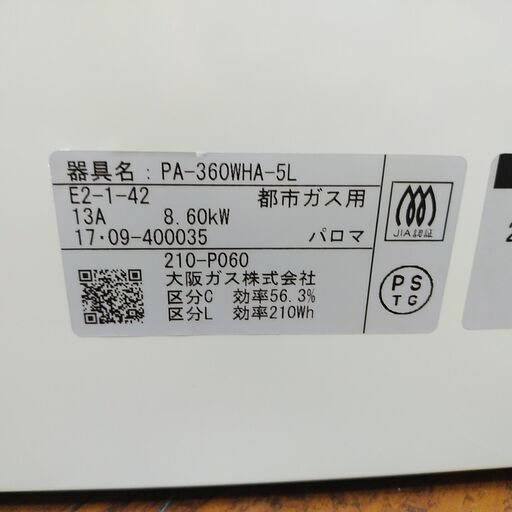 器具名：PA-360WHA-5L
E2-1-42 都市ガス用
13A 8.60kW
17・09-400035 パロマ
210-P060
大阪ガス株式会社
区分C 効率56.3%
区分L 効率210Wh
JIA認証
PS
TG
2